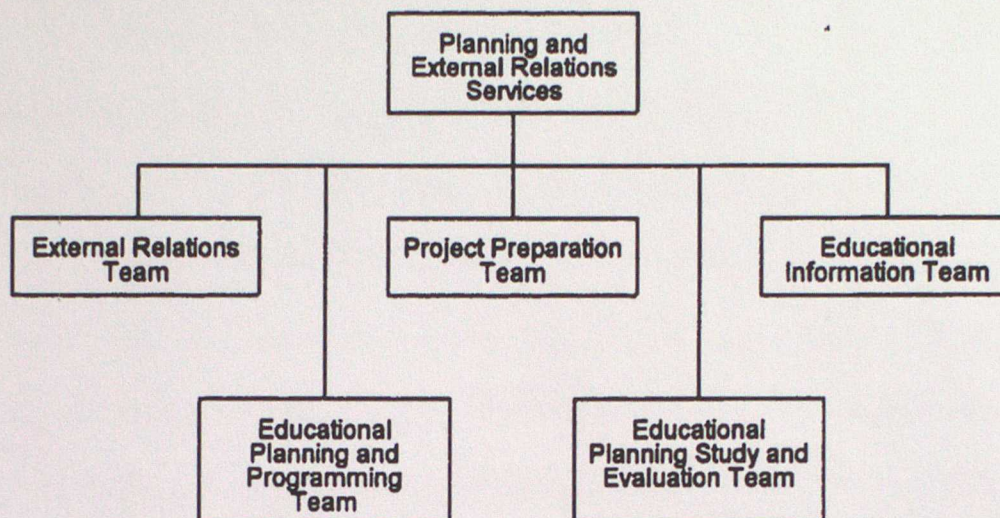 Planning and
External Relations
Services
External Relations
Team
Project Preparation
Team
Educational
Information Team
Educational
Planning and
Programming
Team
Educational
Planning Study and
Evaluation Team